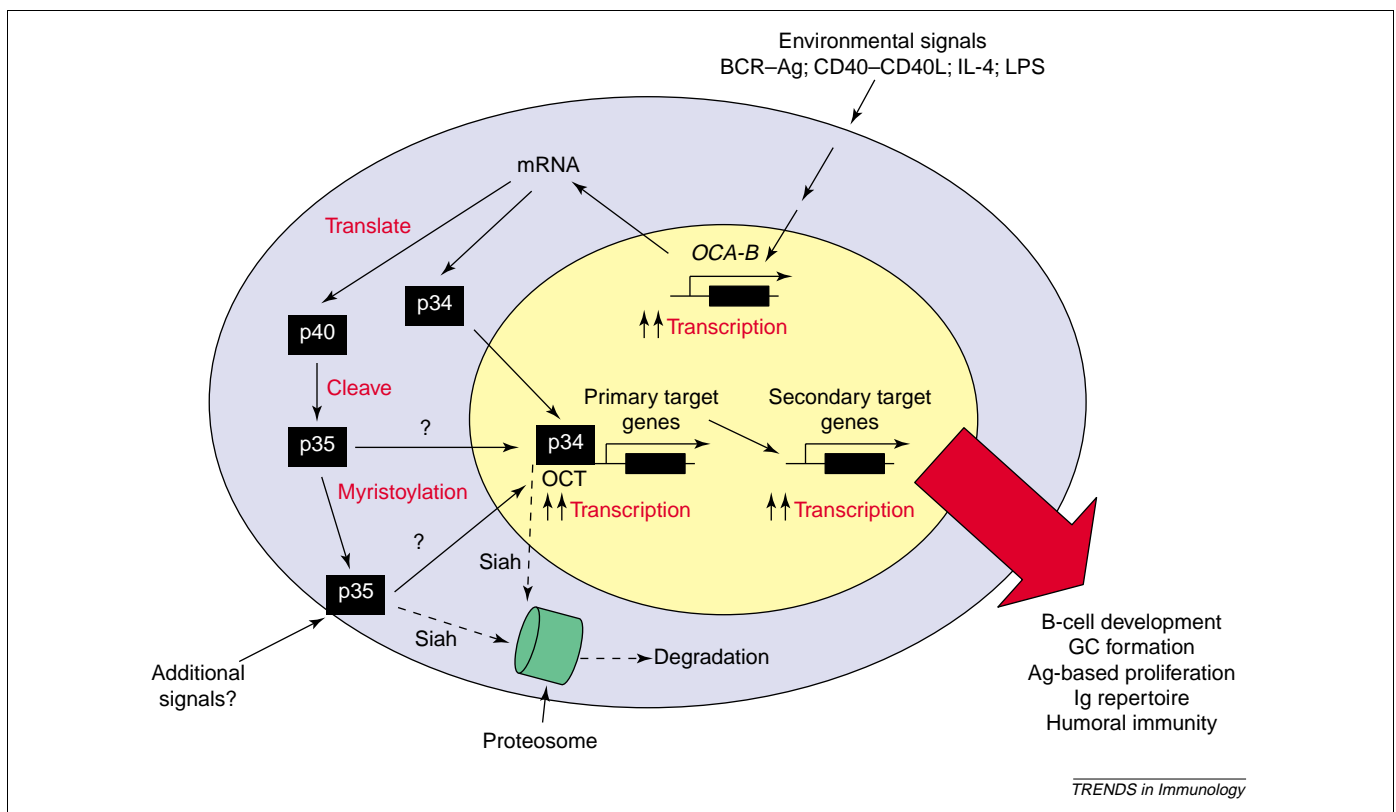 Environmental signals
BCR–Ag; CD40–CD40L; IL-4; LPS
mRNA
Translate
OCA-B
p34
p40
Transcription
Cleave
Primary target
genes
Secondary target
genes
p35
?
p34
OCT
Myristoylation
Transcription
Transcription
?
Siah
p35
Siah
Degradation
Additional
signals?
Proteosome
B-cell development
GC formation
Ag-based proliferation
Ig repertoire
Humoral immunity
TRENDS in Immunology